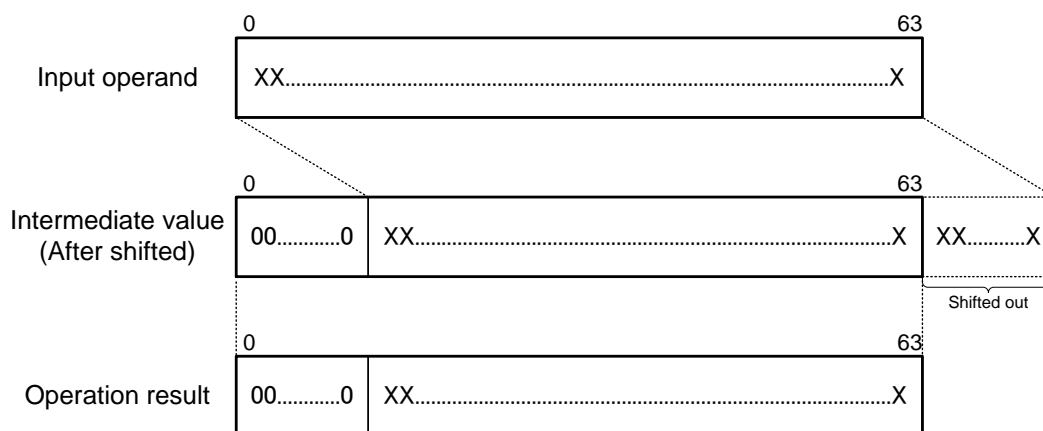 0 63
Input operand XX............................................................................................X
0 63
Intermediate value
(After shifted) 00............0 XX.........................................................................X XX...........X
Shifted out
0 63
Operation result 00............0 XX.........................................................................X